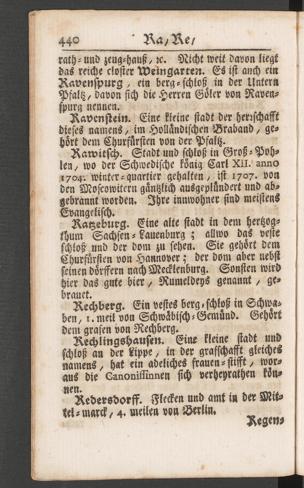 440 Ra, Re,
rath- und zeug-hauß, ꝛc. Nicht weit davon liegt
das reiche closter Weingarten. Es ist auch ein
Ravenspurg, ein berg-schloß in der Untern
Pfaltz, davon sich die Herren Göler von Raven-
spurg nennen.
Ravenstein. Eine kleine stadt der herrschafft
dieses namens, im Holländischen Braband, ge-
hört dem Churfürsten von der Pfaltz.
Rawitsch. Stadt und schloß in Groß-Poh-
len, wo der Schwedische könig Carl XII. anno
1704. winter-quartier gehalten, ist 1707. von
den Moscowitern gäntzlich ausgeplündert und ab-
gebrannt worden. Ihre innwohner sind meistens
Evangelisch.
Ratzeburg. Eine alte stadt in dem hertzog-
thum Sachsen-Lauenburg; allwo das veste
schloß und der dom zu sehen. Sie gehört dem
Churfürsten von Hannover; der dom aber nebst
seinen dörffern nach Mecklenburg. Sonsten wird
hier das gute bier, Rumeldeys genannt, ge-
brauet.
Rechberg. Ein vestes berg-schloß in Schwa-
ben, 1. meil von Schwäbisch-Gemünd. Gehört
dem grafen von Rechberg.
Rechlingshausen. Eine kleine stadt und
schloß an der Lippe, in der grafschafft gleiches
namens, hat ein adeliches frauen-stifft, wor-
aus die Canonissinnen sich verheyrathen kön-
nen.
Redersdorff. Flecken und amt in der Mit-
tel-marck, 4. meilen von Berlin.
Regen-